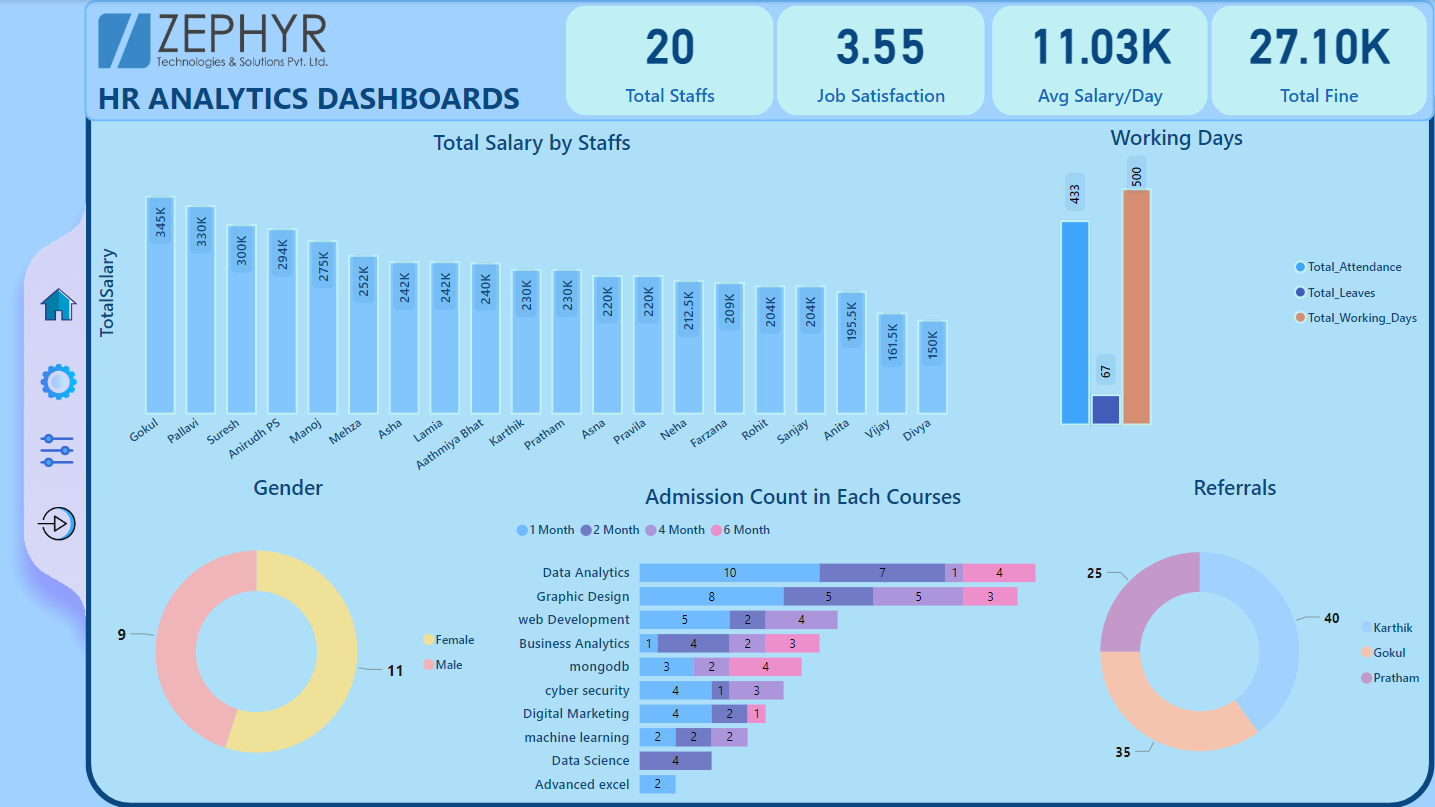 ZEPHYR
Technologies & Solutions Pvt. Ltd.
HR ANALYTICS DASHBOARDS
20
Total Staffs
3.55
Job Satisfaction
11.03K
Avg Salary/Day
27.10K
Total Fine
Total Salary by Staffs
TotalSalary
345K
330K
300K
294K
275K
252K
242K
242K
240K
230K
230K
220K
220K
212.5K
209K
204K
204K
195.5K
161.5K
150K
Gokul
Pallavi
Suresh
Anirudh PS
Manoj
Mehza
Asha
Lamia
Aathmiya Bhat
Karthik
Pratham
Asna
Pravila
Neha
Farzana
Rohit
Sanjay
Anita
Vijay
Divya
Working Days
433
67
500
Total_Attendance
Total_Leaves
Total_Working_Days
Gender
9
11
Female
Male
Admission Count in Each Courses
1 Month 2 Month 4 Month 6 Month
Data Analytics 10 7 1 4
Graphic Design 8 5 5 3
web Development 5 2 4
Business Analytics 1 4 2 3
mongodb 3 2 4
cyber security 4 1 3
Digital Marketing 4 2 1
machine learning 2 2 2
Data Science 4
Advanced excel 2
Referrals
25
40
35
Karthik
Gokul
Pratham